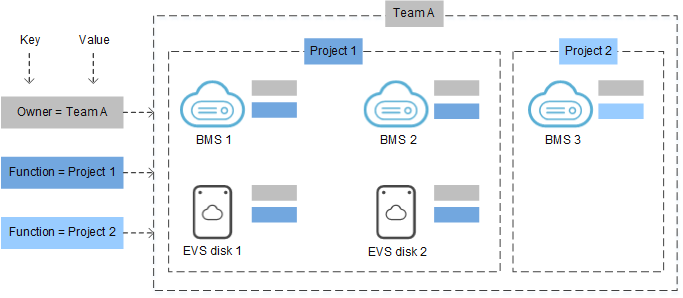 Team A
Key
Value
Project 1
Project 2
Owner = Team A
BMS 1
BMS 2
BMS 3
Function = Project 1
Function = Project 2
EVS disk 1
EVS disk 2